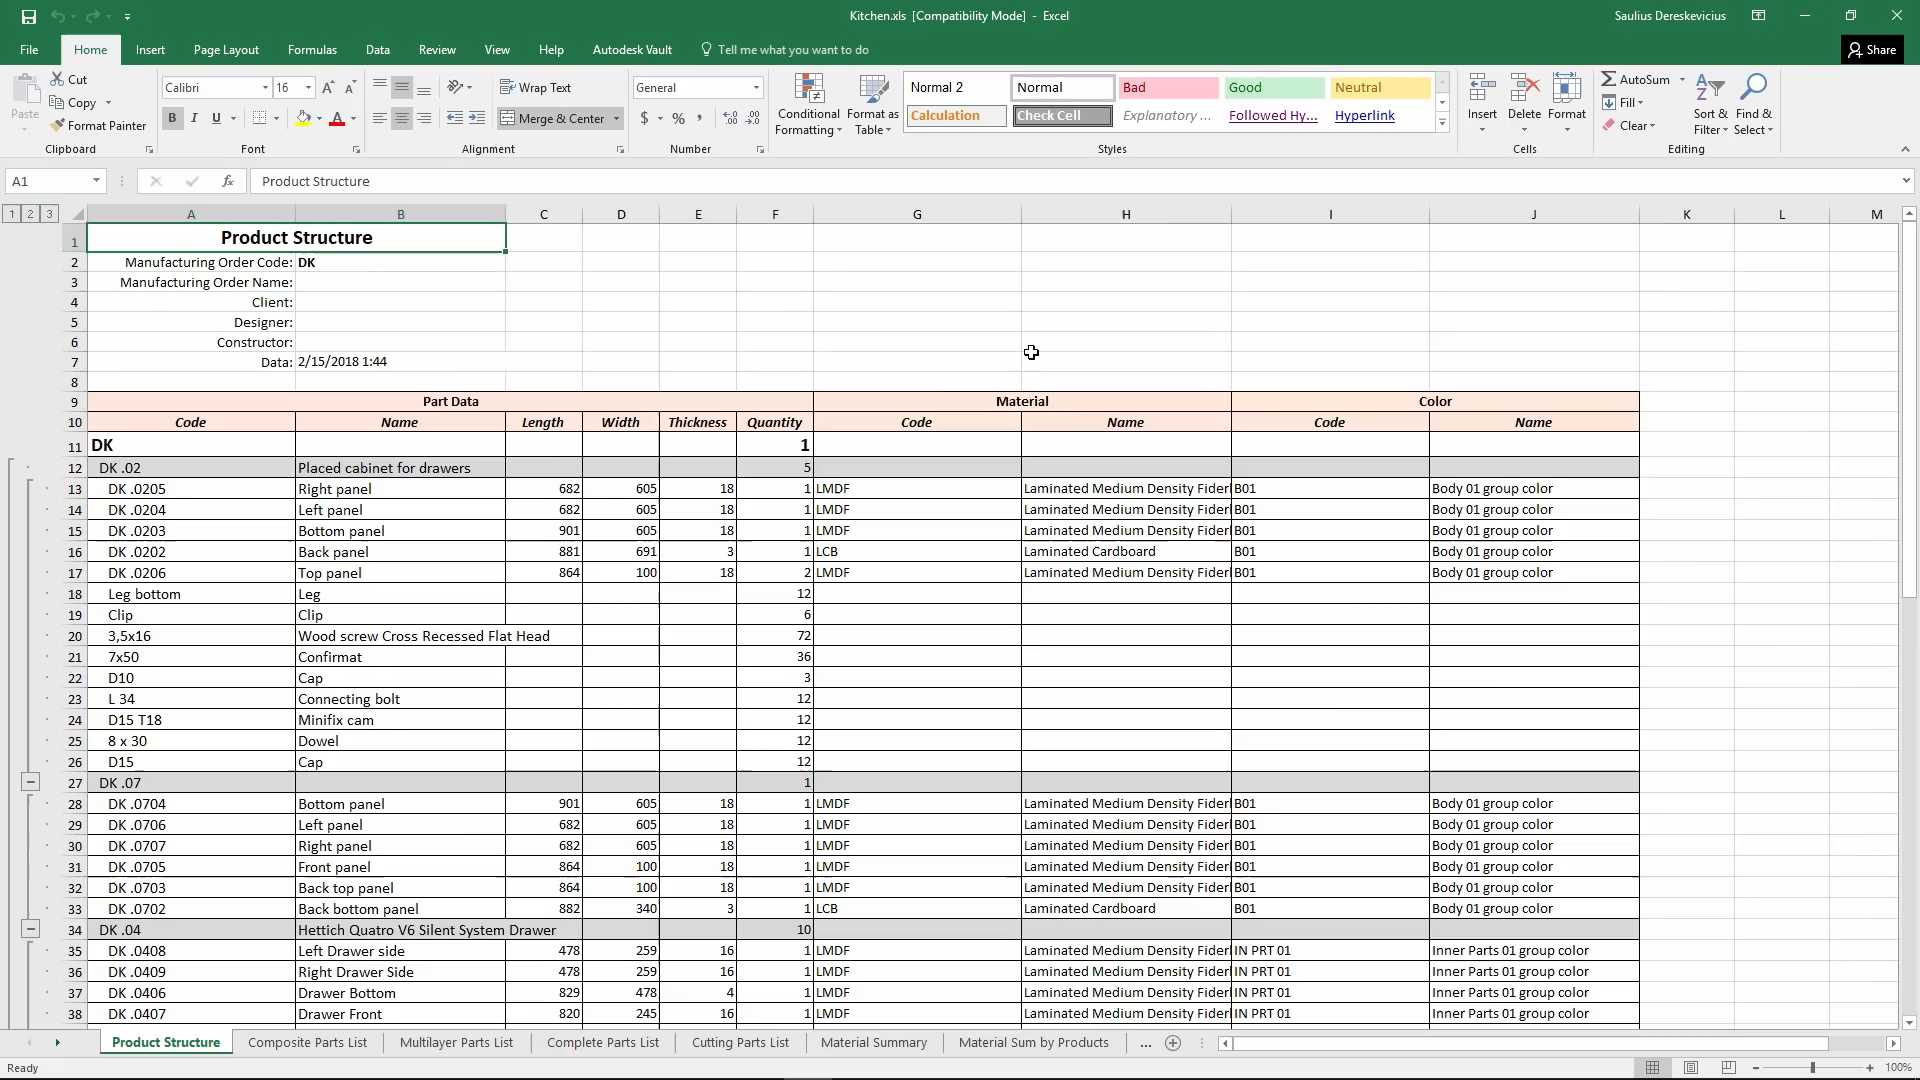 Kitchen.xls [Compatibility Mode] - Excel
Saulius Dereskevicius
File Home Insert Page Layout Formulas Data Review View Help Autodesk Vault Tell me what you want to do Share
Paste Cut Copy Format Painter Clipboard
Calibri 16 B I U A A A Font
Wrap Text Merge & Center Alignment
General $ % , Number
Conditional Formatting Format as Table
Normal 2 Normal Bad Good Neutral
Calculation Check Cell Explanatory ... Followed Hy... Hyperlink
Styles
Insert Delete Format Cells
AutoSum Fill Clear Sort & Filter Find & Select Editing
A1 fx Product Structure
1 2 3 A B C D E F G H I J K L M
1 Product Structure
2 Manufacturing Order Code: DK
3 Manufacturing Order Name:
4 Client:
5 Designer:
6 Constructor:
7 Data: 2/15/2018 1:44
8
9 Part Data Material Color
10 Code Name Length Width Thickness Quantity Code Name Code Name
11 DK 1
12 DK .02 Placed cabinet for drawers 5
13 DK .0205 Right panel 682 605 18 1 LMDF Laminated Medium Density Fider B01 Body 01 group color
14 DK .0204 Left panel 682 605 18 1 LMDF Laminated Medium Density Fider B01 Body 01 group color
15 DK .0203 Bottom panel 901 605 18 1 LMDF Laminated Medium Density Fider B01 Body 01 group color
16 DK .0202 Back panel 881 691 3 1 LCB Laminated Cardboard B01 Body 01 group color
17 DK .0206 Top panel 864 100 18 2 LMDF Laminated Medium Density Fider B01 Body 01 group color
18 Leg bottom Leg 12
19 Clip Clip 6
20 3,5x16 Wood screw Cross Recessed Flat Head 72
21 7x50 Confirmat 36
22 D10 Cap 3
23 L 34 Connecting bolt 12
24 D15 T18 Minifix cam 12
25 8 x 30 Dowel 12
26 D15 Cap 12
27 DK .07 1
28 DK .0704 Bottom panel 901 605 18 1 LMDF Laminated Medium Density Fider B01 Body 01 group color
29 DK .0706 Left panel 682 605 18 1 LMDF Laminated Medium Density Fider B01 Body 01 group color
30 DK .0707 Right panel 682 605 18 1 LMDF Laminated Medium Density Fider B01 Body 01 group color
31 DK .0705 Front panel 864 100 18 1 LMDF Laminated Medium Density Fider B01 Body 01 group color
32 DK .0703 Back top panel 864 100 18 1 LMDF Laminated Medium Density Fider B01 Body 01 group color
33 DK .0702 Back bottom panel 882 340 3 1 LCB Laminated Cardboard B01 Body 01 group color
34 DK .04 Hettich Quatro V6 Silent System Drawer 10
35 DK .0408 Left Drawer side 478 259 16 1 LMDF Laminated Medium Density Fider IN PRT 01 Inner Parts 01 group color
36 DK .0409 Right Drawer Side 478 259 16 1 LMDF Laminated Medium Density Fider IN PRT 01 Inner Parts 01 group color
37 DK .0406 Drawer Bottom 829 478 4 1 LMDF Laminated Medium Density Fider IN PRT 01 Inner Parts 01 group color
38 DK .0407 Drawer Front 820 245 16 1 LMDF Laminated Medium Density Fider IN PRT 01 Inner Parts 01 group color
Product Structure Composite Parts List Multilayer Parts List Complete Parts List Cutting Parts List Material Summary Material Sum by Products ...
Ready 100%